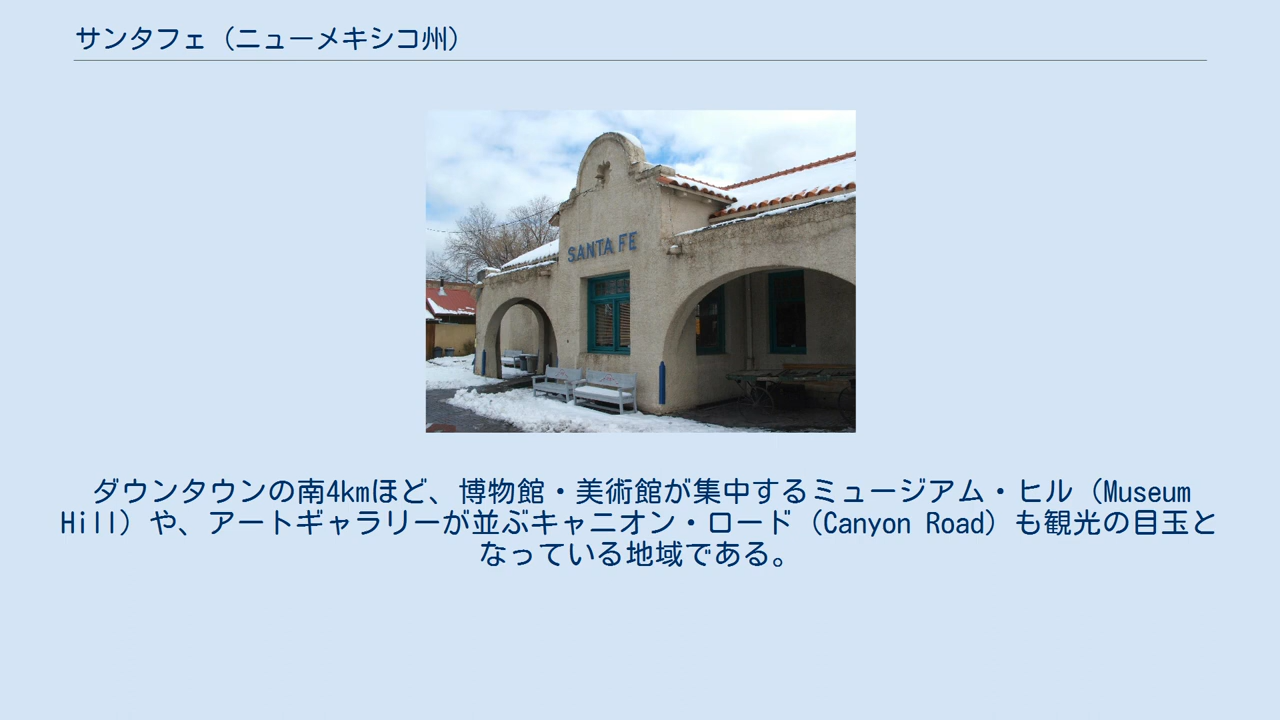 サンタフェ（ニューメキシコ州）
SANTA FE
ダウンタウンの南4kmほど、博物館・美術館が集中するミュージアム・ヒル（Museum
Hill）や、アートギャラリーが並ぶキャニオン・ロード（Canyon Road）も観光の目玉と
なっている地域である。